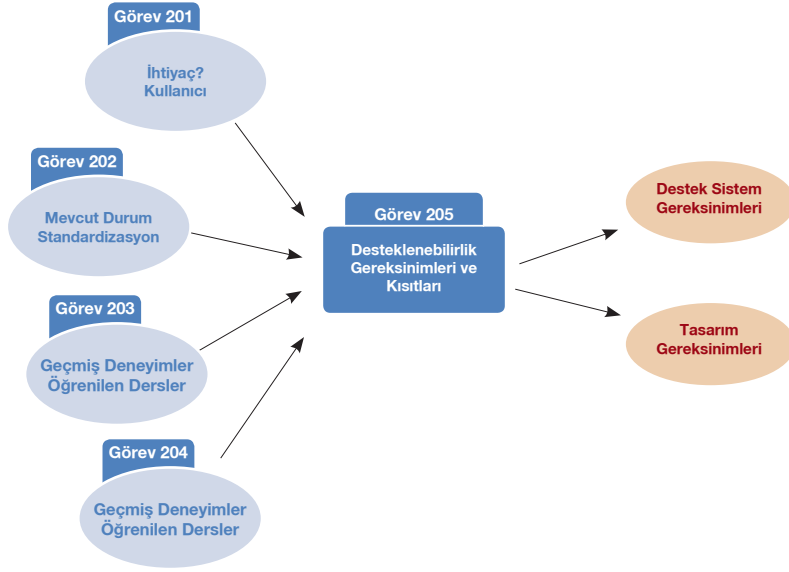 Görev 201
İhtiyaç?
Kullanıcı
Görev 202
Mevcut Durum
Standardizasyon
Görev 203
Geçmiş Deneyimler
Öğrenilen Dersler
Görev 204
Geçmiş Deneyimler
Öğrenilen Dersler
Görev 205
Desteklenebilirlik
Gereksinimleri ve
Kısıtları
Destek Sistem
Gereksinimleri
Tasarım
Gereksinimleri